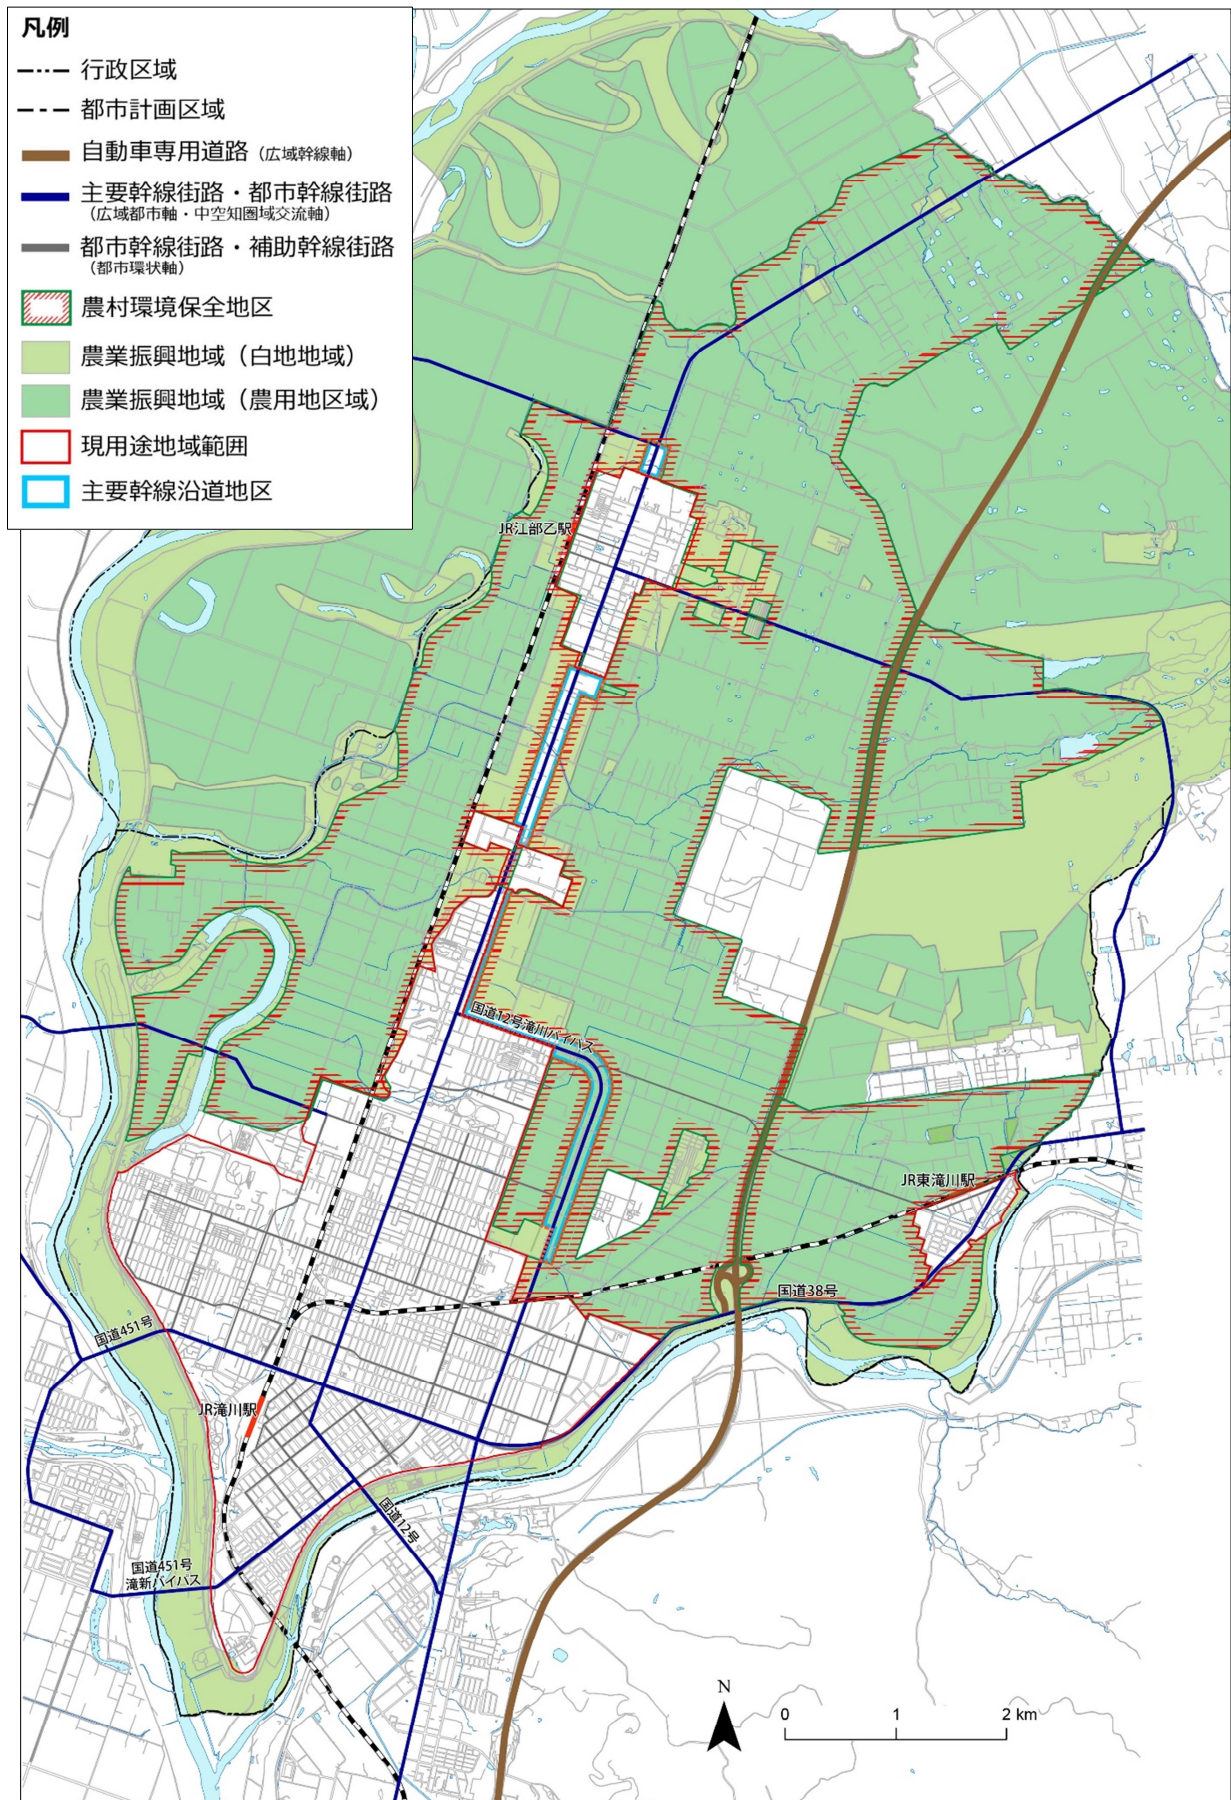 凡例
行政区域
都市計画区域
自動車専用道路（広域幹線軸）
主要幹線街路・都市幹線街路
（広域都市軸・中空知圏域交流軸）
都市幹線街路・補助幹線街路
（都市環状軸）
農村環境保全地区
農業振興地域（白地地域）
農業振興地域（農用地区域）
現用途地域範囲
主要幹線沿道地区
JR江部乙駅
国道12号滝川バイパス
JR東滝川駅
国道38号
国道451号
JR滝川駅
国道12号
国道451号
滝新バイパス
N
0 1 2 km